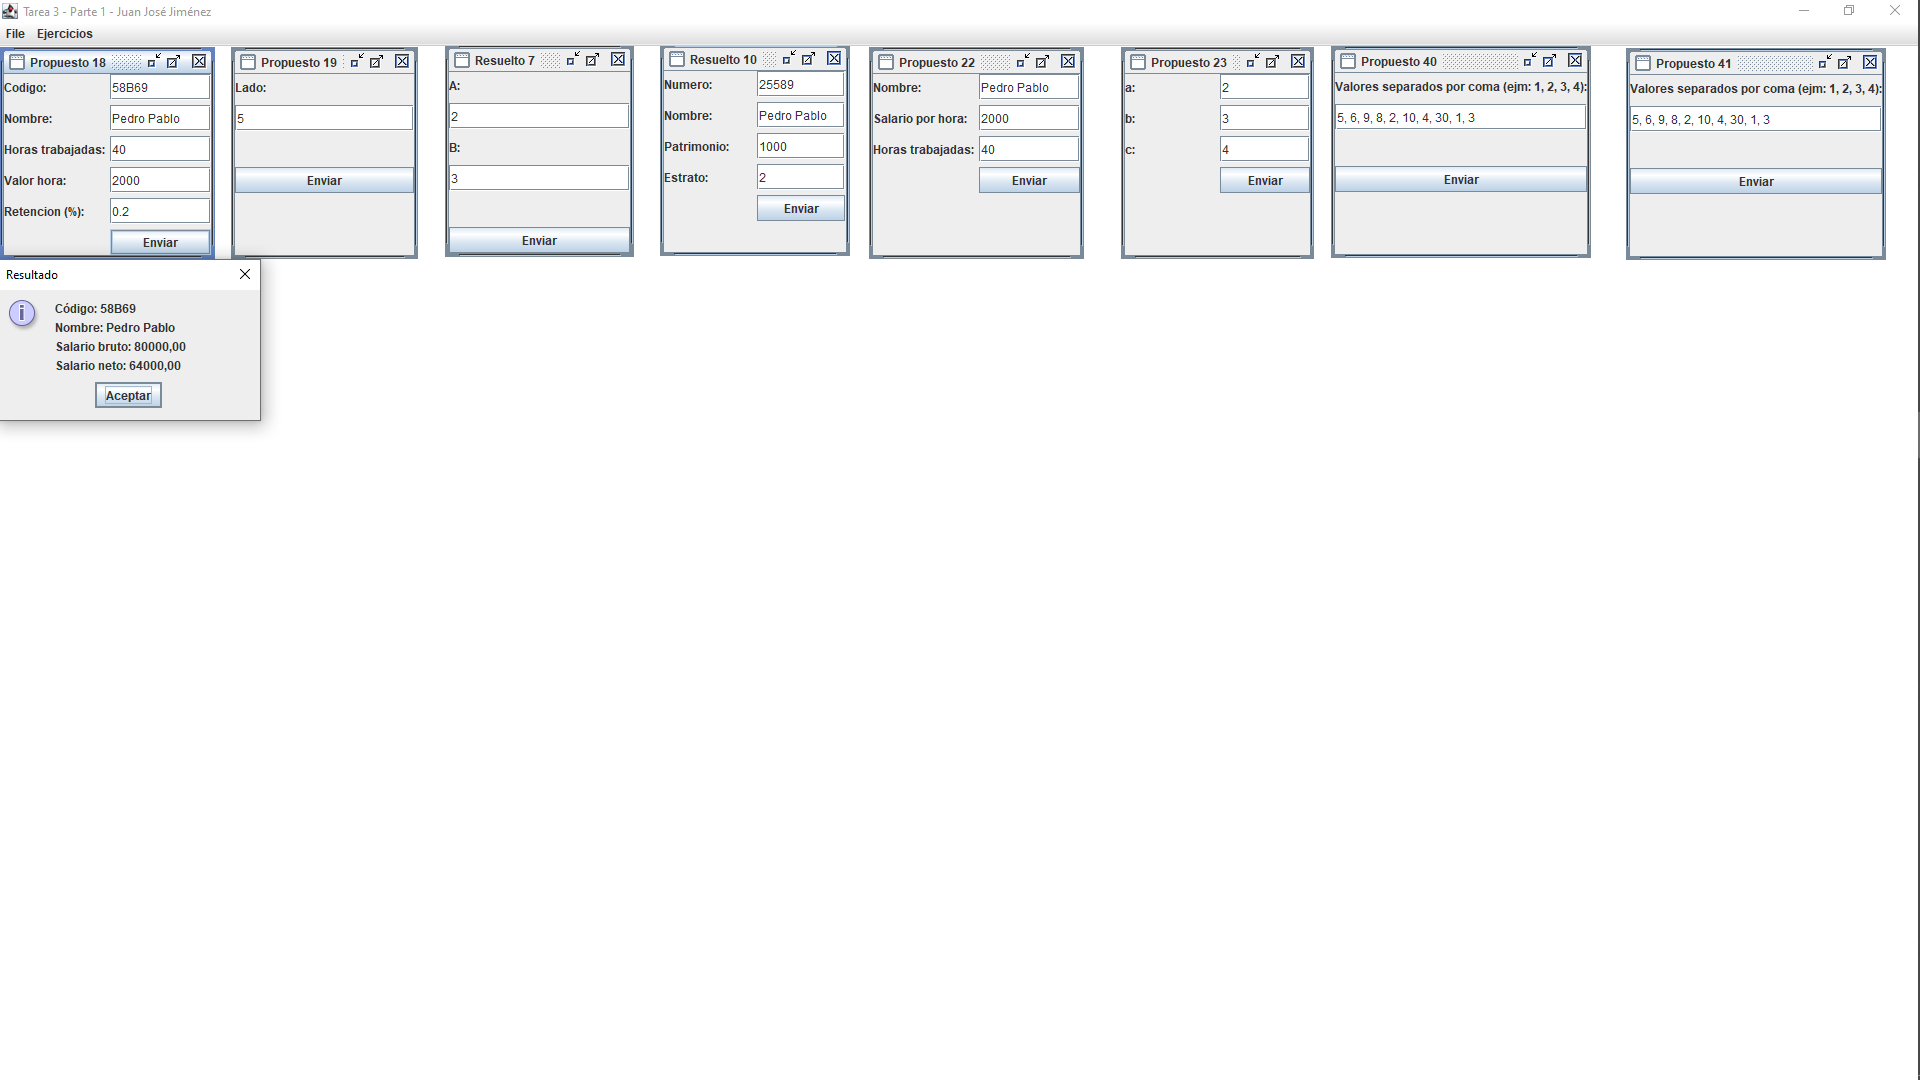 Tarea 3 - Parte 1 - Juan José Jiménez
File Ejercicios
Propuesto 18
Codigo: 58B69
Nombre: Pedro Pablo
Horas trabajadas: 40
Valor hora: 2000
Retencion (%): 0.2
Enviar
Propuesto 19
Lado:
5
Enviar
Resuelto 7
A:
2
B:
3
Enviar
Resuelto 10
Numero: 25589
Nombre: Pedro Pablo
Patrimonio: 1000
Estrato: 2
Enviar
Propuesto 22
Nombre: Pedro Pablo
Salario por hora: 2000
Horas trabajadas: 40
Enviar
Propuesto 23
a: 2
b: 3
c: 4
Enviar
Propuesto 40
Valores separados por coma (ejm: 1, 2, 3, 4):
5, 6, 9, 8, 2, 10, 4, 30, 1, 3
Enviar
Propuesto 41
Valores separados por coma (ejm: 1, 2, 3, 4):
5, 6, 9, 8, 2, 10, 4, 30, 1, 3
Enviar
Resultado
Código: 58B69
Nombre: Pedro Pablo
Salario bruto: 80000,00
Salario neto: 64000,00
Aceptar